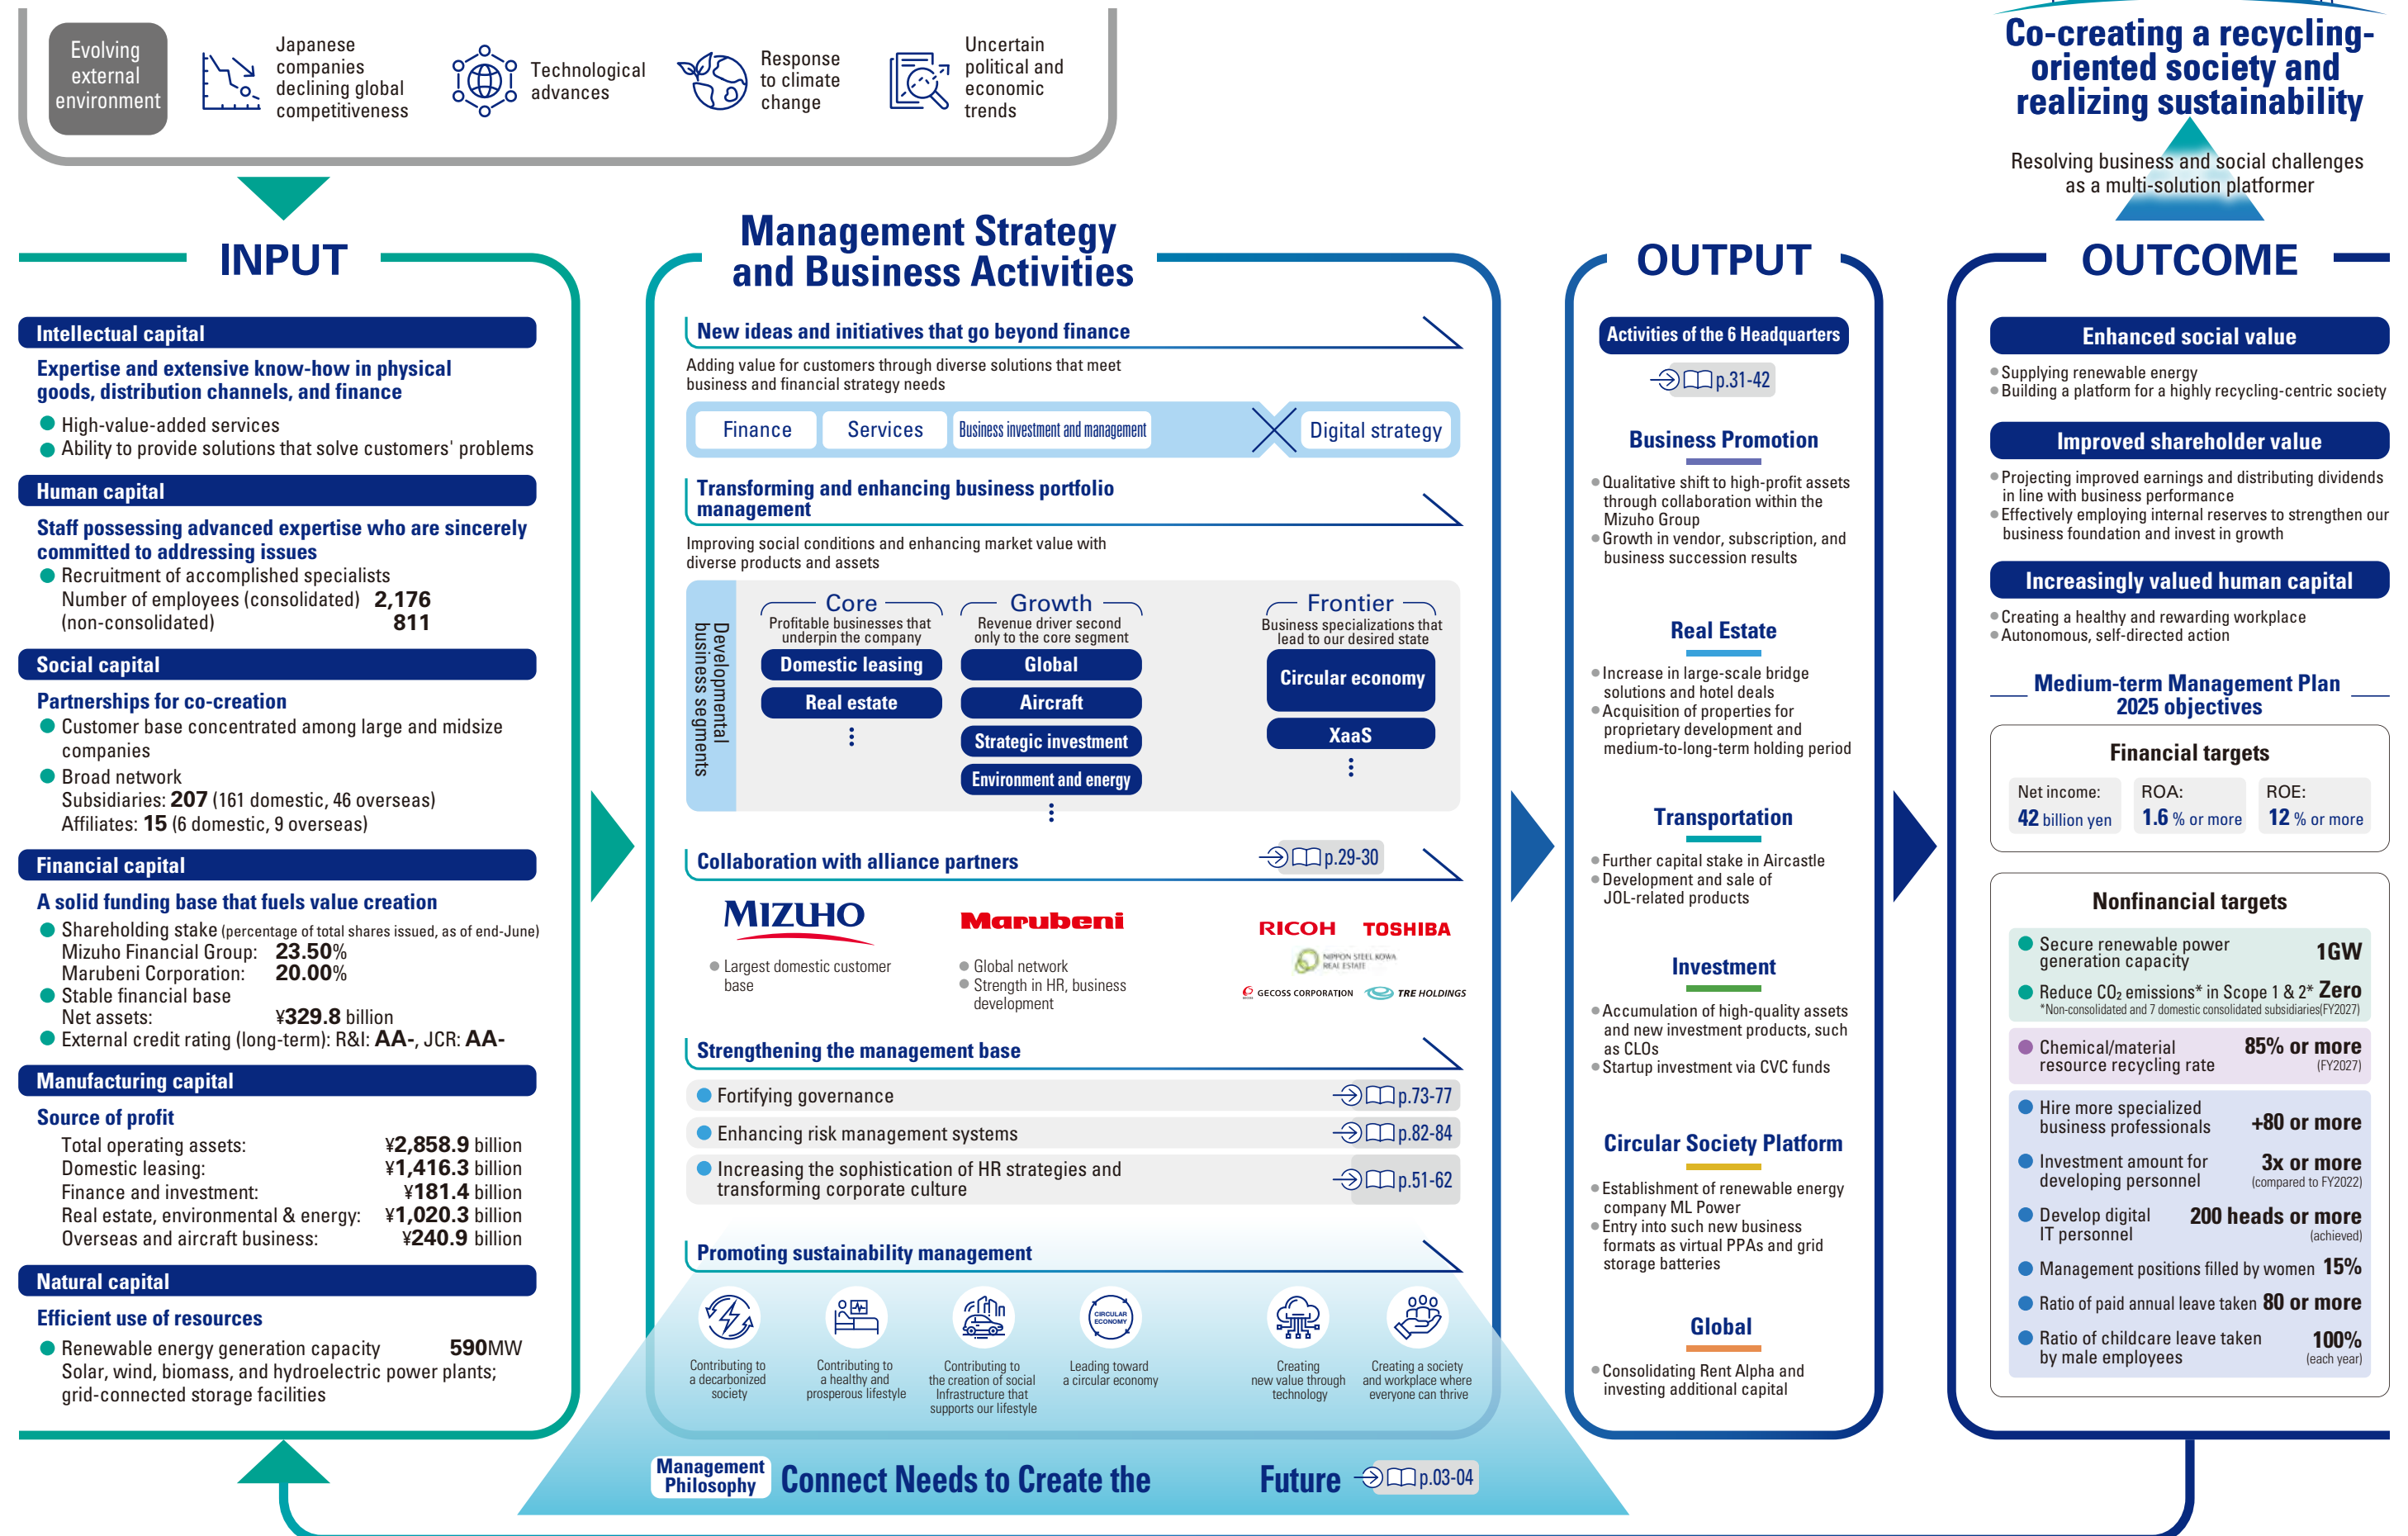 Evolving
external
environment
Japanese
companies
declining global
competitiveness
Technological
advances
Response
to climate
change
Uncertain
political and
economic
trends
Co-creating a recycling-
oriented society and
realizing sustainability
Resolving business and social challenges
as a multi-solution platformer
INPUT
Intellectual capital
Expertise and extensive know-how in physical
goods, distribution channels, and finance
High-value-added services
Ability to provide solutions that solve customers' problems
Human capital
Staff possessing advanced expertise who are sincerely
committed to addressing issues
Recruitment of accomplished specialists
Number of employees (consolidated) 2,176
(non-consolidated) 811
Social capital
Partnerships for co-creation
Customer base concentrated among large and midsize
companies
Broad network
Subsidiaries: 207 (161 domestic, 46 overseas)
Affiliates: 15 (6 domestic, 9 overseas)
Financial capital
A solid funding base that fuels value creation
Shareholding stake (percentage of total shares issued, as of end-June)
Mizuho Financial Group: 23.50%
Marubeni Corporation: 20.00%
Stable financial base
Net assets: ¥329.8 billion
External credit rating (long-term): R&I: AA-, JCR: AA-
Manufacturing capital
Source of profit
Total operating assets: ¥2,858.9 billion
Domestic leasing: ¥1,416.3 billion
Finance and investment: ¥181.4 billion
Real estate, environmental & energy: ¥1,020.3 billion
Overseas and aircraft business: ¥240.9 billion
Natural capital
Efficient use of resources
Renewable energy generation capacity 590MW
Solar, wind, biomass, and hydroelectric power plants;
grid-connected storage facilities
Management Strategy
and Business Activities
New ideas and initiatives that go beyond finance
Adding value for customers through diverse solutions that meet
business and financial strategy needs
Finance
Services
Business investment and management
Digital strategy
Transforming and enhancing business portfolio
management
Improving social conditions and enhancing market value with
diverse products and assets
Developmental
business segments
Core
Profitable businesses that
underpin the company
Domestic leasing
Real estate
Growth
Revenue driver second
only to the core segment
Global
Aircraft
Strategic investment
Environment and energy
Frontier
Business specializations that
lead to our desired state
Circular economy
XaaS
Collaboration with alliance partners
p.29-30
MIZUHO
Largest domestic customer
base
Marubeni
Global network
Strength in HR, business
development
RICOH
TOSHIBA
NIPPON STEEL KOWA
REAL ESTATE
GECOSS CORPORATION
TRE HOLDINGS
Strengthening the management base
Fortifying governance p.73-77
Enhancing risk management systems p.82-84
Increasing the sophistication of HR strategies and
transforming corporate culture
p.51-62
Promoting sustainability management
Contributing to
a decarbonized
society
Contributing to
a healthy and
prosperous lifestyle
Contributing to
the creation of social
Infrastructure that
supports our lifestyle
CIRCULAR
ECONOMY
Leading toward
a circular economy
Creating
new value through
technology
Creating a society
and workplace where
everyone can thrive
Management
Philosophy
Connect Needs to Create the Future
p.03-04
OUTPUT
Activities of the 6 Headquarters
p.31-42
Business Promotion
Qualitative shift to high-profit assets
through collaboration within the
Mizuho Group
Growth in vendor, subscription, and
business succession results
Real Estate
Increase in large-scale bridge
solutions and hotel deals
Acquisition of properties for
proprietary development and
medium-to-long-term holding period
Transportation
Further capital stake in Aircastle
Development and sale of
JOL-related products
Investment
Accumulation of high-quality assets
and new investment products, such
as CLOs
Startup investment via CVC funds
Circular Society Platform
Establishment of renewable energy
company ML Power
Entry into such new business
formats as virtual PPAs and grid
storage batteries
Global
Consolidating Rent Alpha and
investing additional capital
OUTCOME
Enhanced social value
Supplying renewable energy
Building a platform for a highly recycling-centric society
Improved shareholder value
Projecting improved earnings and distributing dividends
in line with business performance
Effectively employing internal reserves to strengthen our
business foundation and invest in growth
Increasingly valued human capital
Creating a healthy and rewarding workplace
Autonomous, self-directed action
Medium-term Management Plan
2025 objectives
Financial targets
Net income:
42 billion yen
ROA:
1.6 % or more
ROE:
12 % or more
Nonfinancial targets
Secure renewable power
generation capacity
1GW
Reduce CO₂ emissions* in Scope 1 & 2* Zero
*Non-consolidated and 7 domestic consolidated subsidiaries(FY2027)
Chemical/material
resource recycling rate
85% or more
(FY2027)
Hire more specialized
business professionals
+80 or more
Investment amount for
developing personnel
3x or more
(compared to FY2022)
Develop digital
IT personnel
200 heads or more
(achieved)
Management positions filled by women 15%
Ratio of paid annual leave taken 80 or more
Ratio of childcare leave taken
by male employees
100%
(each year)